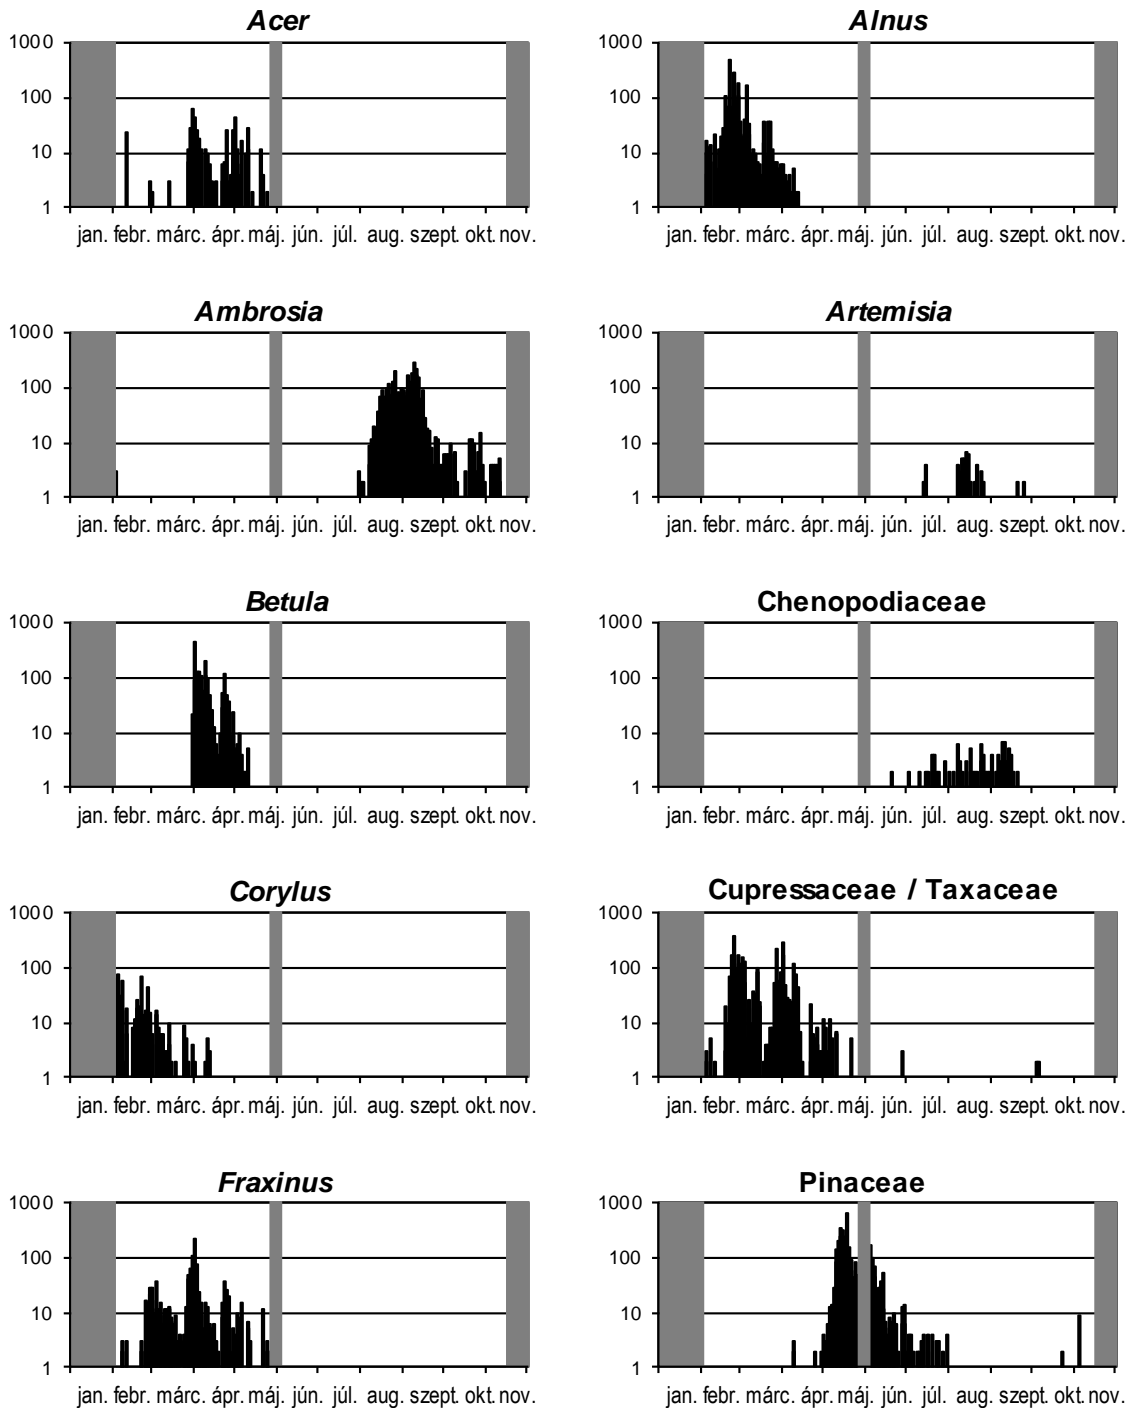 Acer
1000
100
10
1
jan. febr. márc. ápr. máj. jún. júl. aug. szept. okt. nov.
Alnus
1000
100
10
1
jan. febr. márc. ápr. máj. jún. júl. aug. szept. okt. nov.
Ambrosia
1000
100
10
1
jan. febr. márc. ápr. máj. jún. júl. aug. szept. okt. nov.
Artemisia
1000
100
10
1
jan. febr. márc. ápr. máj. jún. júl. aug. szept. okt. nov.
Betula
1000
100
10
1
jan. febr. márc. ápr. máj. jún. júl. aug. szept. okt. nov.
Chenopodiaceae
1000
100
10
1
jan. febr. márc. ápr. máj. jún. júl. aug. szept. okt. nov.
Corylus
1000
100
10
1
jan. febr. márc. ápr. máj. jún. júl. aug. szept. okt. nov.
Cupressaceae / Taxaceae
1000
100
10
1
jan. febr. márc. ápr. máj. jún. júl. aug. szept. okt. nov.
Fraxinus
1000
100
10
1
jan. febr. márc. ápr. máj. jún. júl. aug. szept. okt. nov.
Pinaceae
1000
100
10
1
jan. febr. márc. ápr. máj. jún. júl. aug. szept. okt. nov.